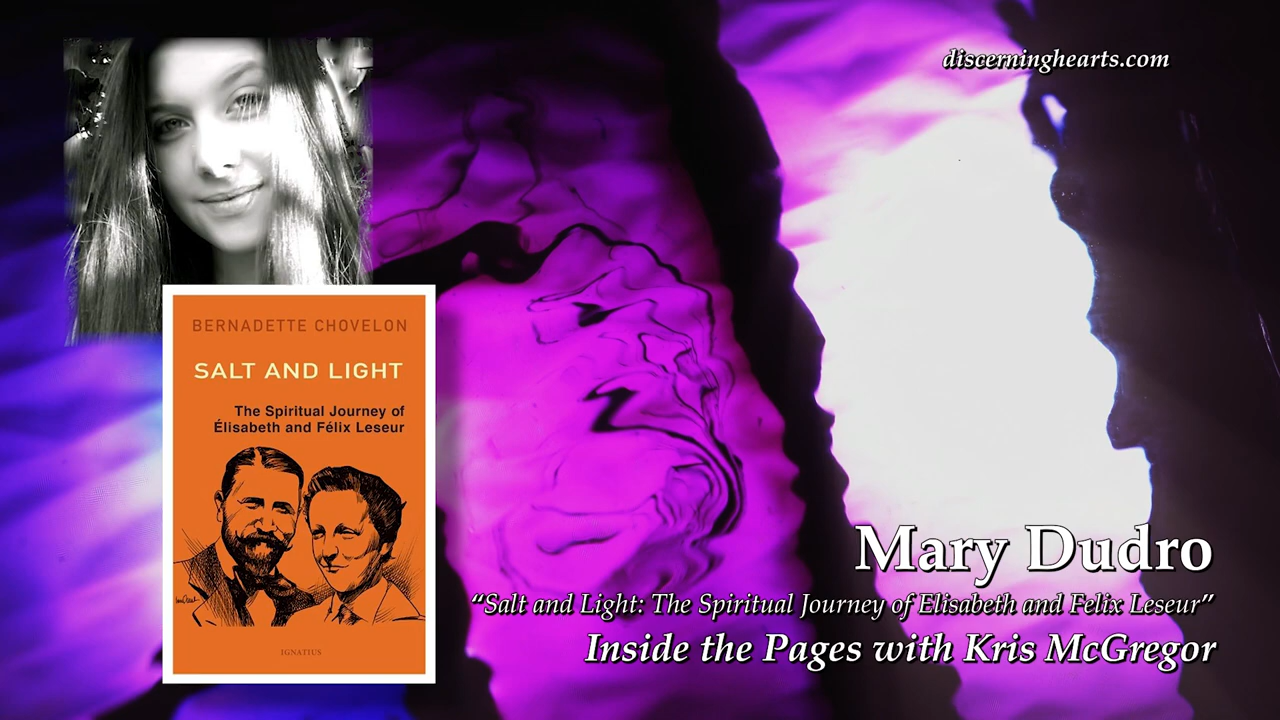 discerninghearts.com
BERNADETTE CHOVELON
SALT AND LIGHT
The Spiritual Journey of
Élisabeth and Félix Leseur
IGNATIUS
Mary Dudro
“Salt and Light: The Spiritual Journey of Elisabeth and Felix Leseur”
Inside the Pages with Kris McGregor